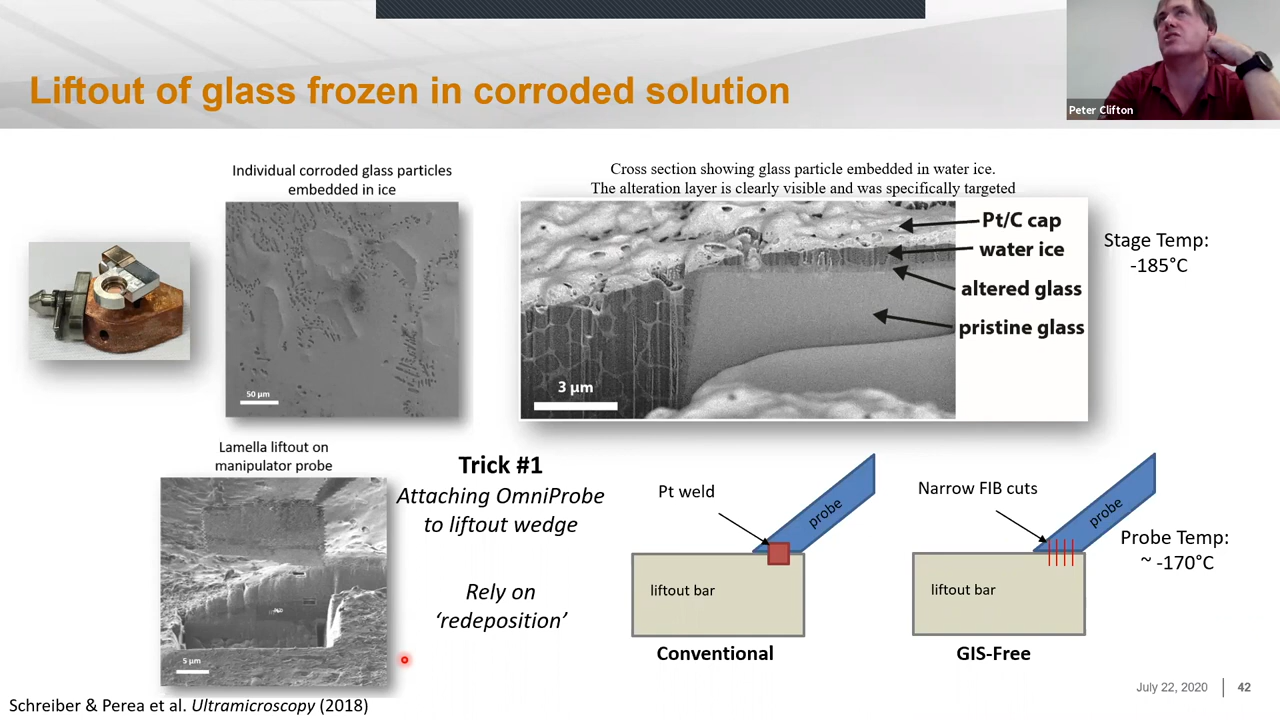 Liftout of glass frozen in corroded solution
Peter Clifton
Individual corroded glass particles
embedded in ice
50 µm
Cross section showing glass particle embedded in water ice.
The alteration layer is clearly visible and was specifically targeted
Pt/C cap
water ice
altered glass
pristine glass
3 µm
Stage Temp:
-185°C
Lamella liftout on
manipulator probe
5 µm
Trick #1
Attaching OmniProbe
to liftout wedge
Rely on
‘redeposition’
Pt weld
probe
liftout bar
Conventional
Narrow FIB cuts
probe
liftout bar
GIS-Free
Probe Temp:
~ -170°C
July 22, 2020
42
Schreiber & Perea et al. Ultramicroscopy (2018)